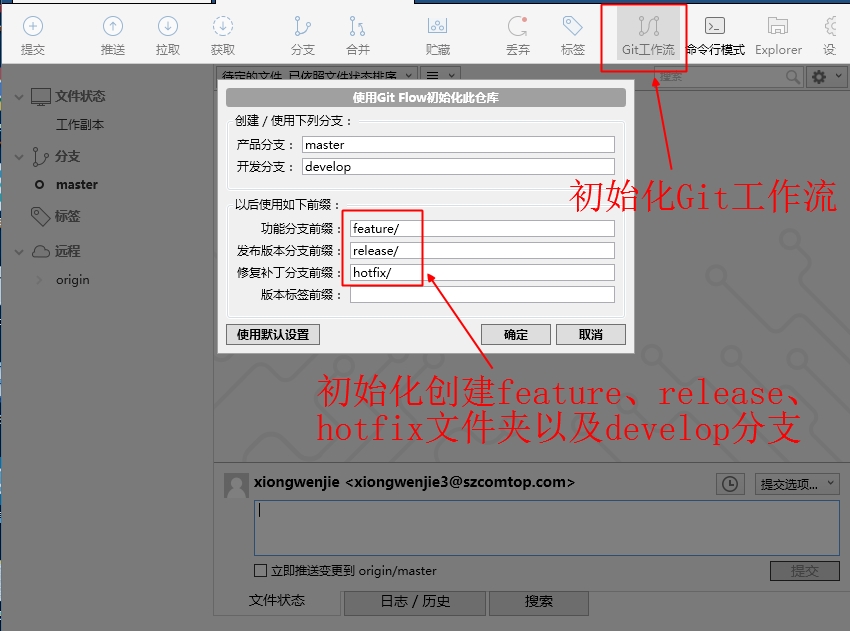 提交 推送 拉取 获取 分支 合并 贮藏 丢弃 标签 Git工作流 命令行模式 Explorer 设
待定的文件, 已依照文件状态排序
搜索
文件状态
工作副本
分支
master
标签
远程
origin
使用Git Flow初始化此仓库
创建 / 使用下列分支：
产品分支： master
开发分支： develop
以后使用如下前缀：
功能分支前缀： feature/
发布版本分支前缀： release/
修复补丁分支前缀： hotfix/
版本标签前缀：
使用默认设置 确定 取消
初始化Git工作流
初始化创建feature、release、
hotfix文件夹以及develop分支
xiongwenjie <xiongwenjie3@szcomtop.com>
提交选项...
立即推送变更到 origin/master
提交
文件状态 日志 / 历史 搜索